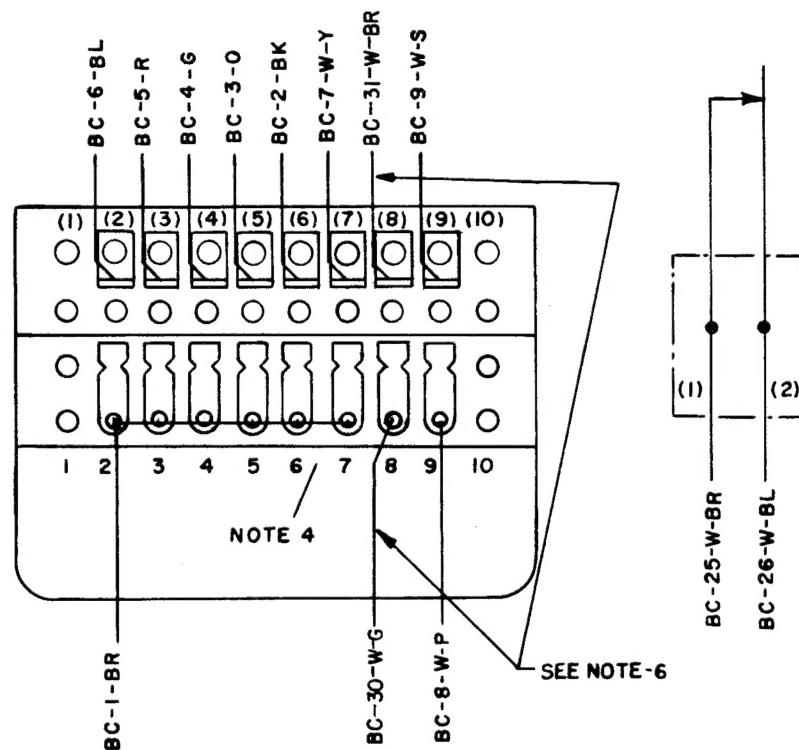 BC-6-BL
BC-5-R
BC-4-G
BC-3-O
BC-2-BK
BC-7-W-Y
BC-31-W-BR
BC-9-W-S
(1) (2) (3) (4) (5) (6) (7) (8) (9) (10)
1 2 3 4 5 6 7 8 9 10
NOTE 4
BC-1-BR
BC-30-W-G
BC-8-W-P
SEE NOTE-6
(1) (2)
BC-25-W-BR
BC-26-W-BL